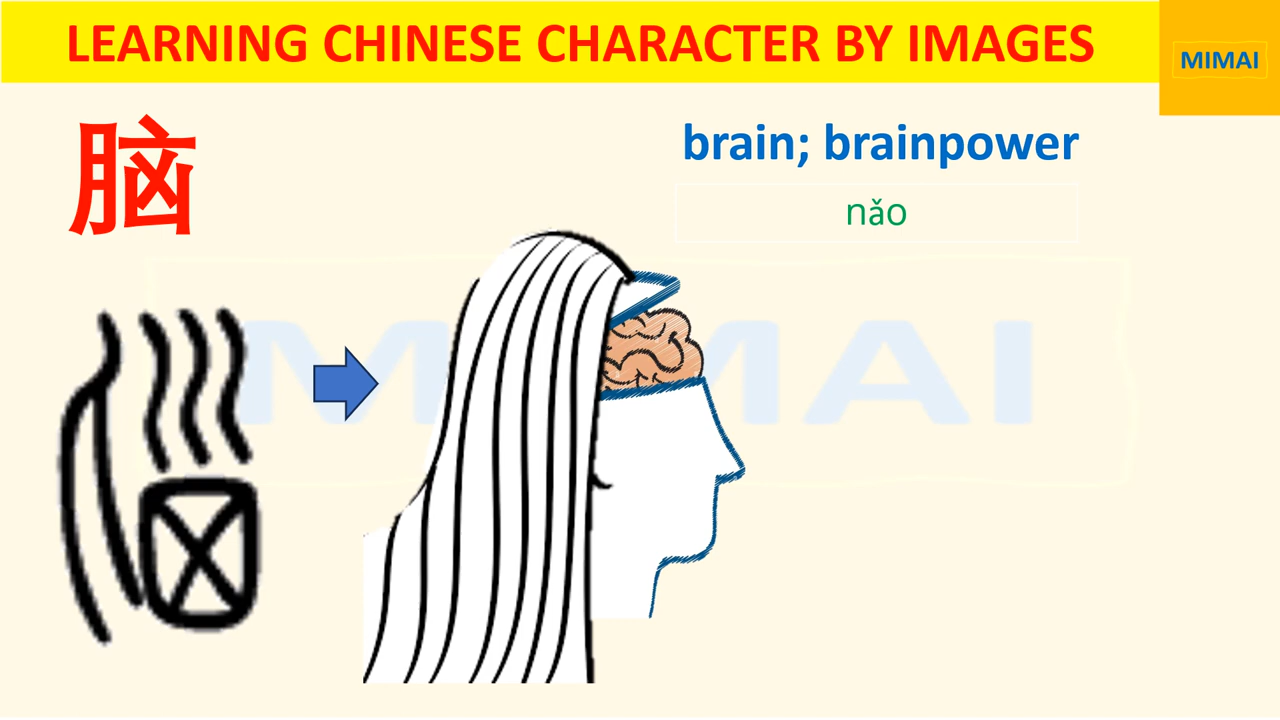 LEARNING CHINESE CHARACTER BY IMAGES
MIMAI
脑
brain; brainpower
nǎo
MIMAI